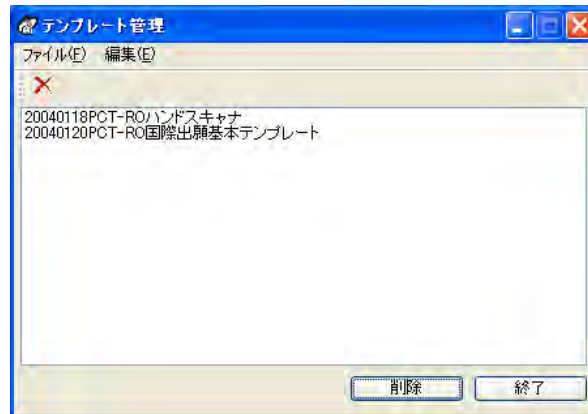 テンプレート管理
ファイル(F) 編集(E)
20040118PCT-ROハンドスキャナ
20040120PCT-RO国際出願基本テンプレート
削除 終了